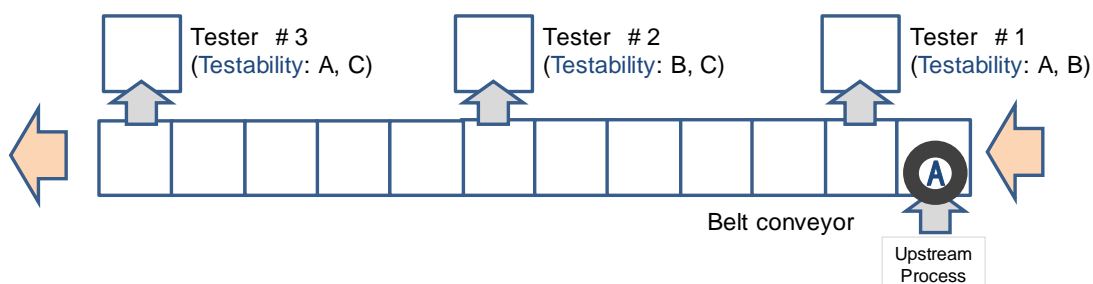 Tester # 3
(Testability: A, C)
Tester # 2
(Testability: B, C)
Tester # 1
(Testability: A, B)
A
Belt conveyor
Upstream
Process